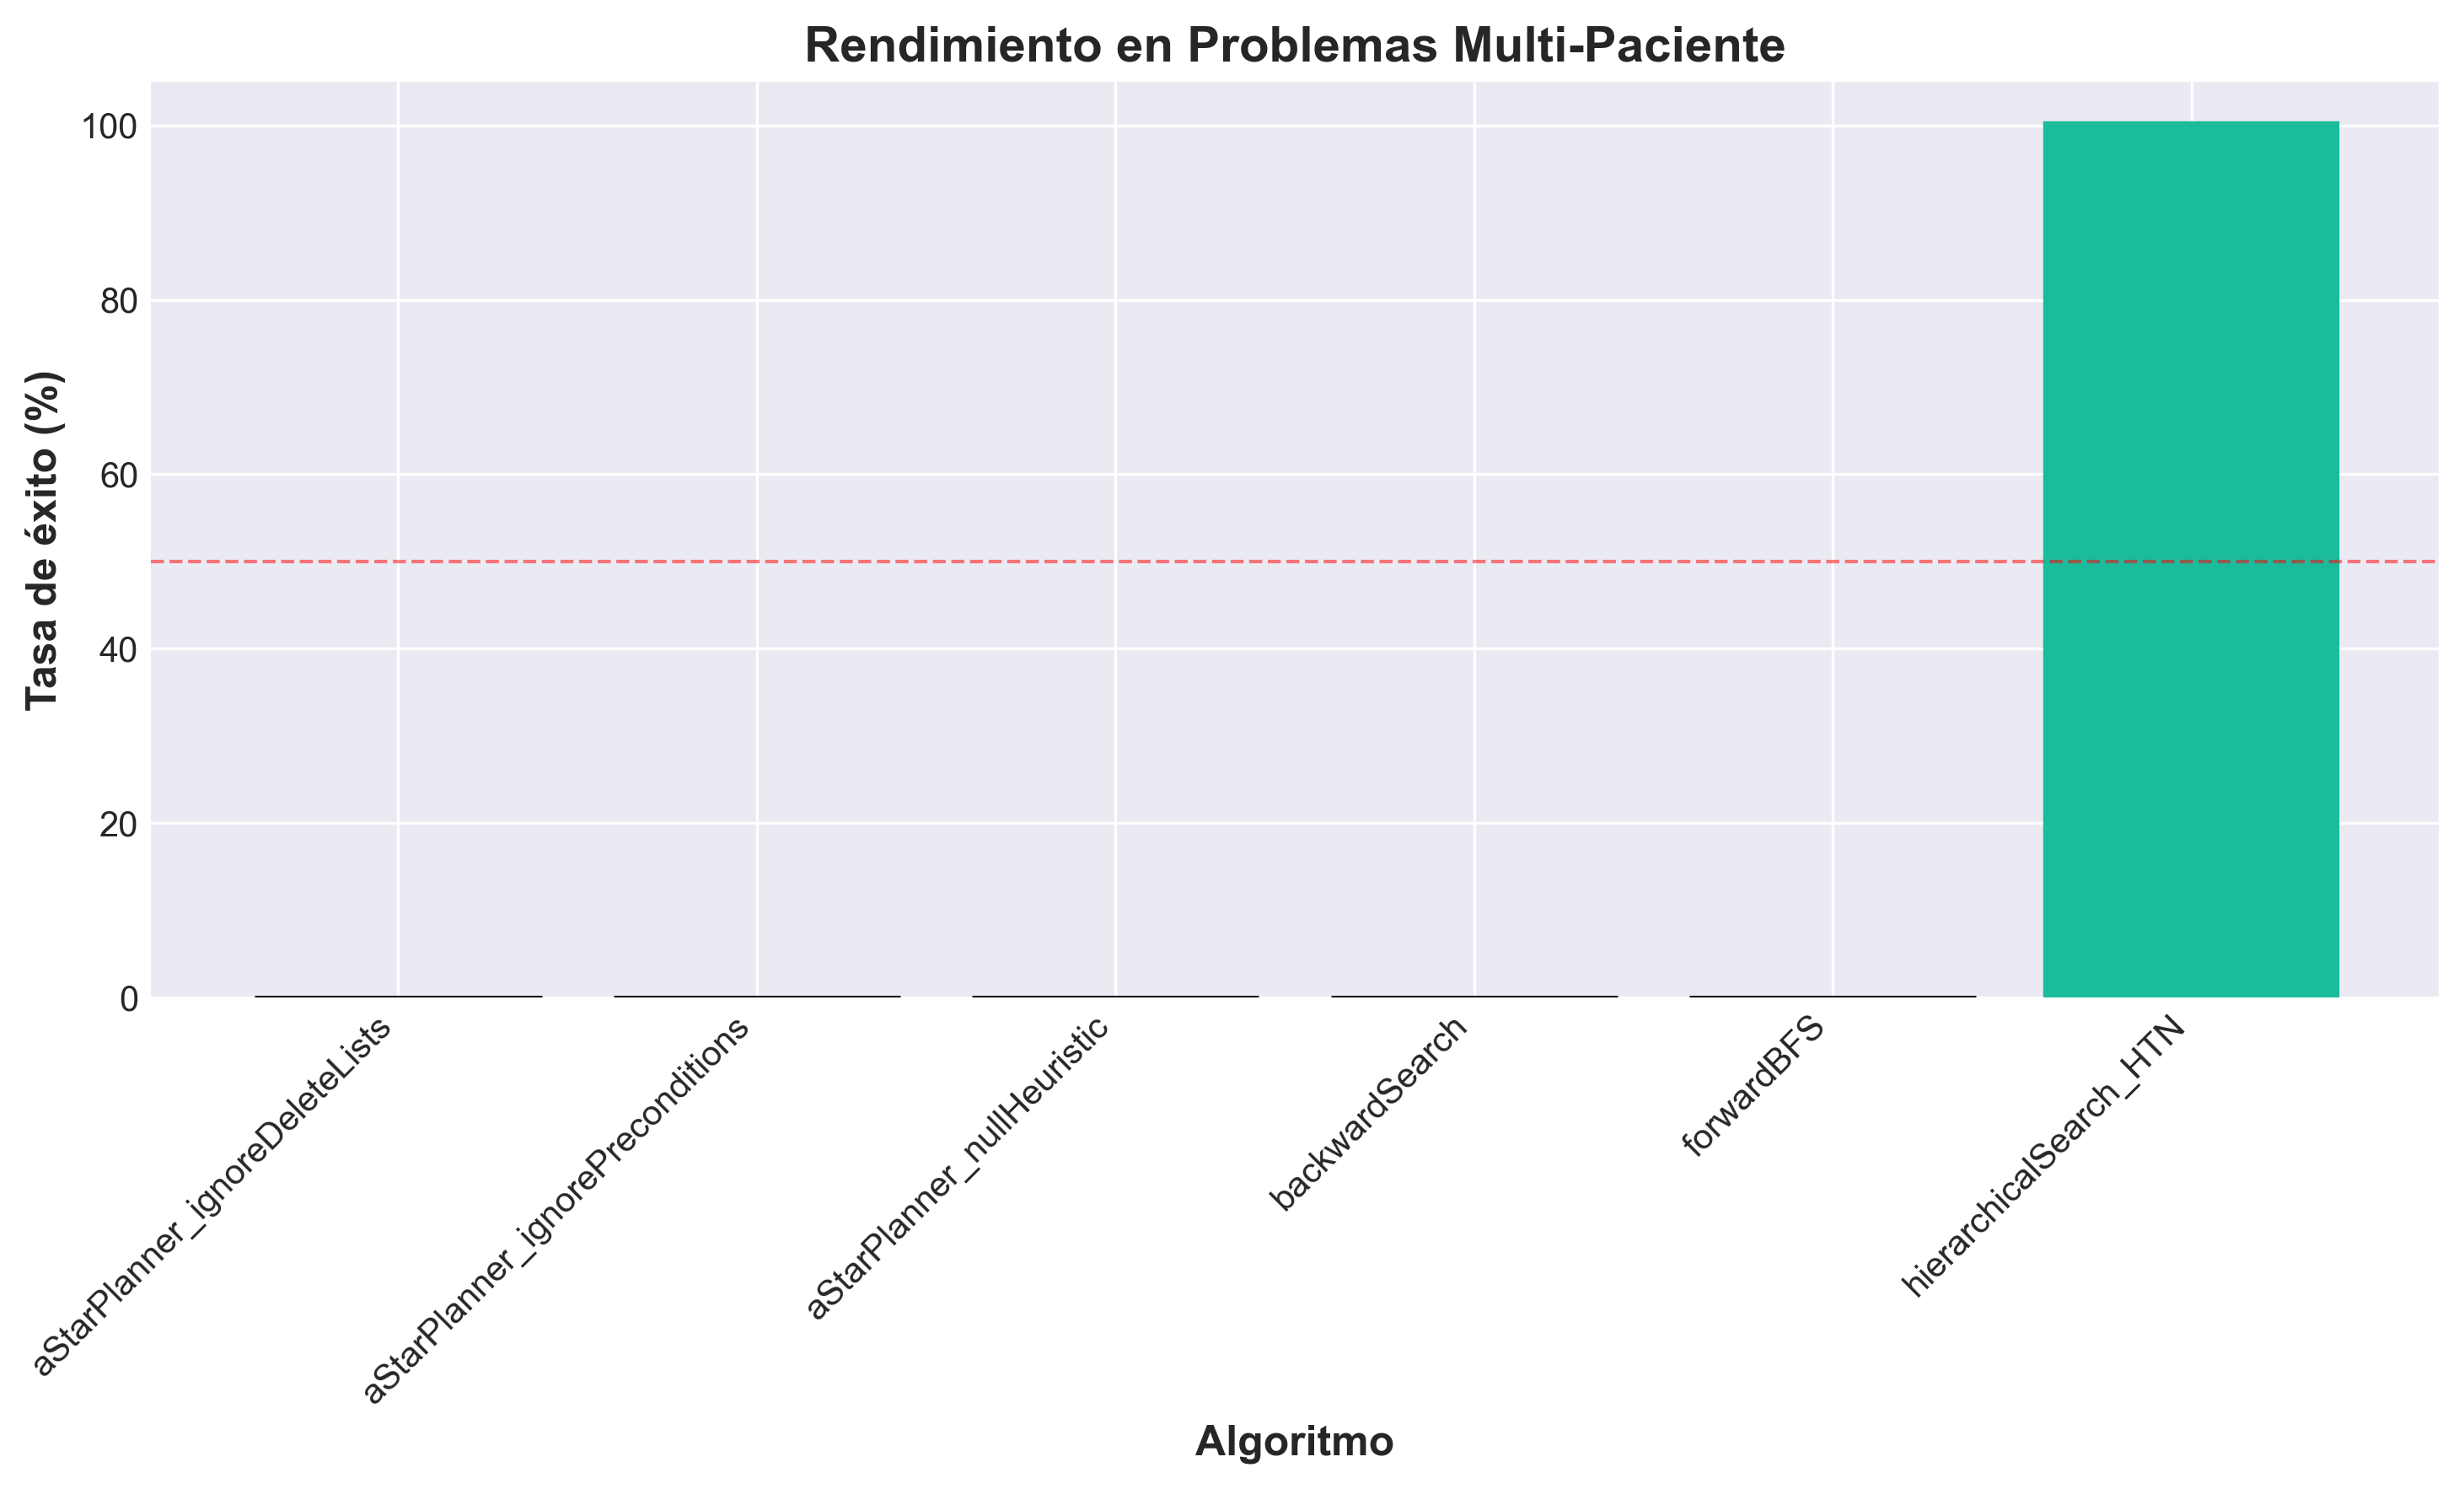 Rendimiento en Problemas Multi-Paciente
Tasa de éxito (%)
100
80
60
40
20
0
aStarPlanner_ignoreDeleteLists
aStarPlanner_ignorePreconditions
aStarPlanner_nullHeuristic
backwardSearch
forwardBFS
hierarchicalSearch_HTN
Algoritmo